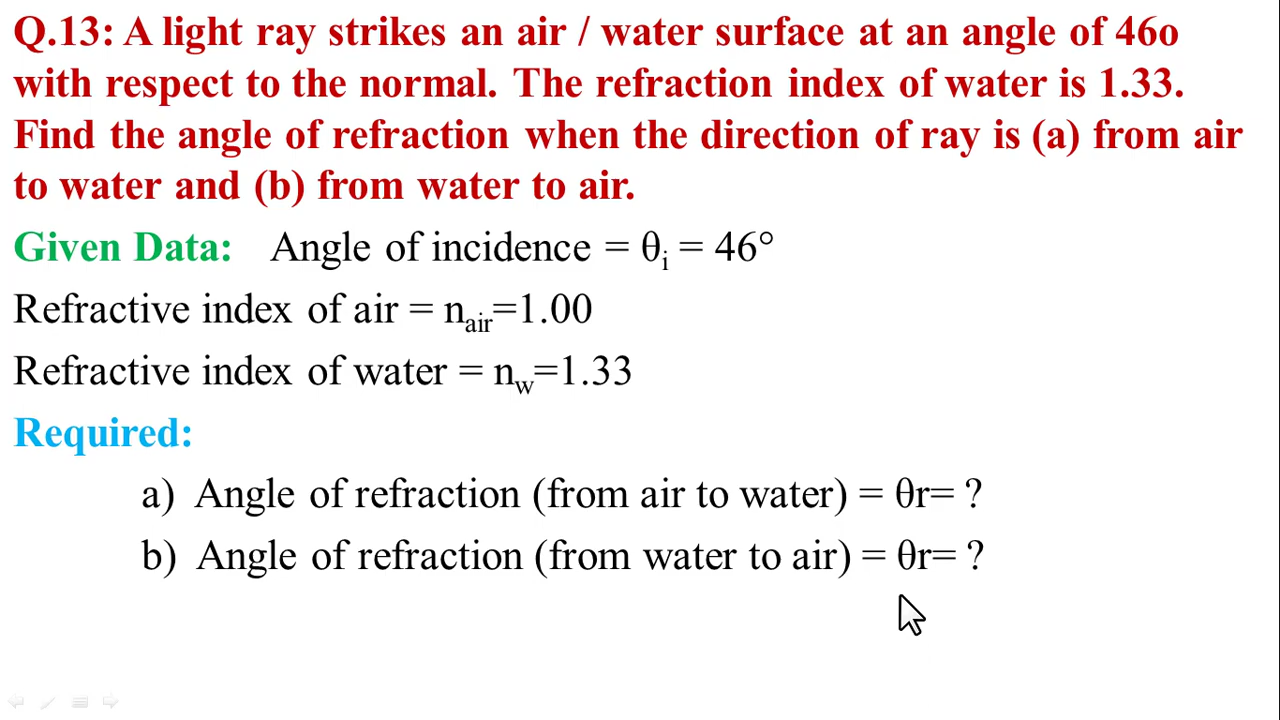 Q.13: A light ray strikes an air / water surface at an angle of 46o
with respect to the normal. The refraction index of water is 1.33.
Find the angle of refraction when the direction of ray is (a) from air
to water and (b) from water to air.
Given Data: Angle of incidence = θi = 46°
Refractive index of air = nair=1.00
Refractive index of water = nw=1.33
Required:
a) Angle of refraction (from air to water) = θr= ?
b) Angle of refraction (from water to air) = θr= ?